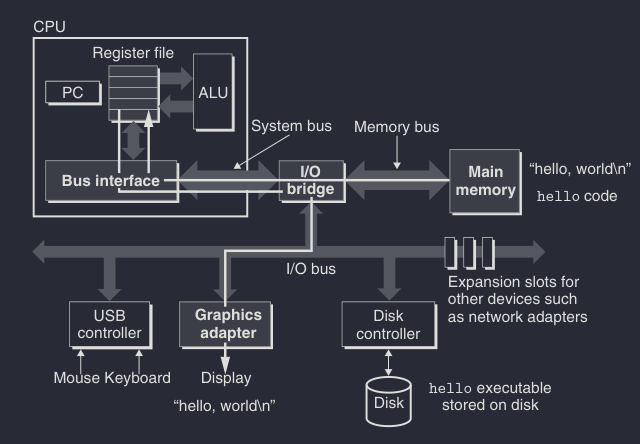 CPU
Register file
PC
ALU
System bus
Memory bus
Bus interface
I/O
bridge
Main
memory
“hello, world\n”
hello code
I/O bus
Expansion slots for
other devices such
as network adapters
USB
controller
Graphics
adapter
Disk
controller
Mouse Keyboard
Display
“hello, world\n”
Disk
hello executable
stored on disk